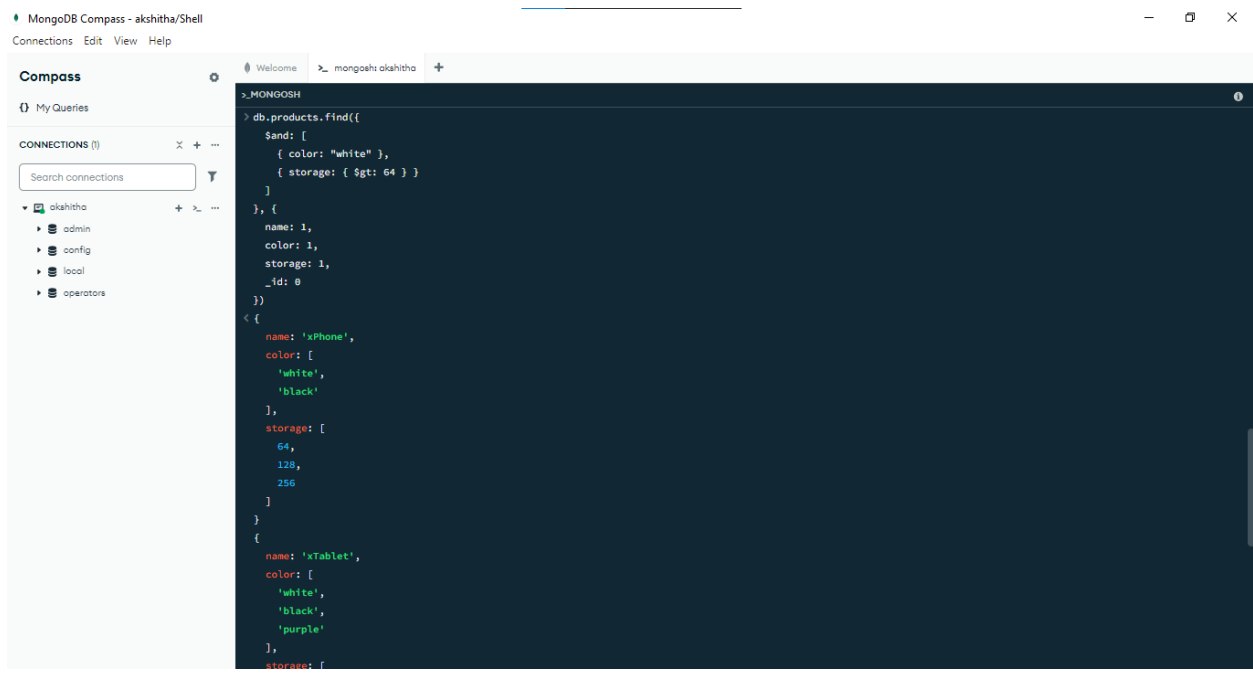 MongoDB Compass - akshitha/Shell
Connections Edit View Help
Compass
{} My Queries
CONNECTIONS (1)
Search connections
akshitha
admin
config
local
operators
Welcome
>_ mongosh: akshitha
>_MONGOSH
> db.products.find({
$and: [
{ color: "white" },
{ storage: { $gt: 64 } }
]
}, {
name: 1,
color: 1,
storage: 1,
_id: 0
})
< {
name: 'xPhone',
color: [
'white',
'black'
],
storage: [
64,
128,
256
]
}
{
name: 'xTablet',
color: [
'white',
'black',
'purple'
],
storage: [